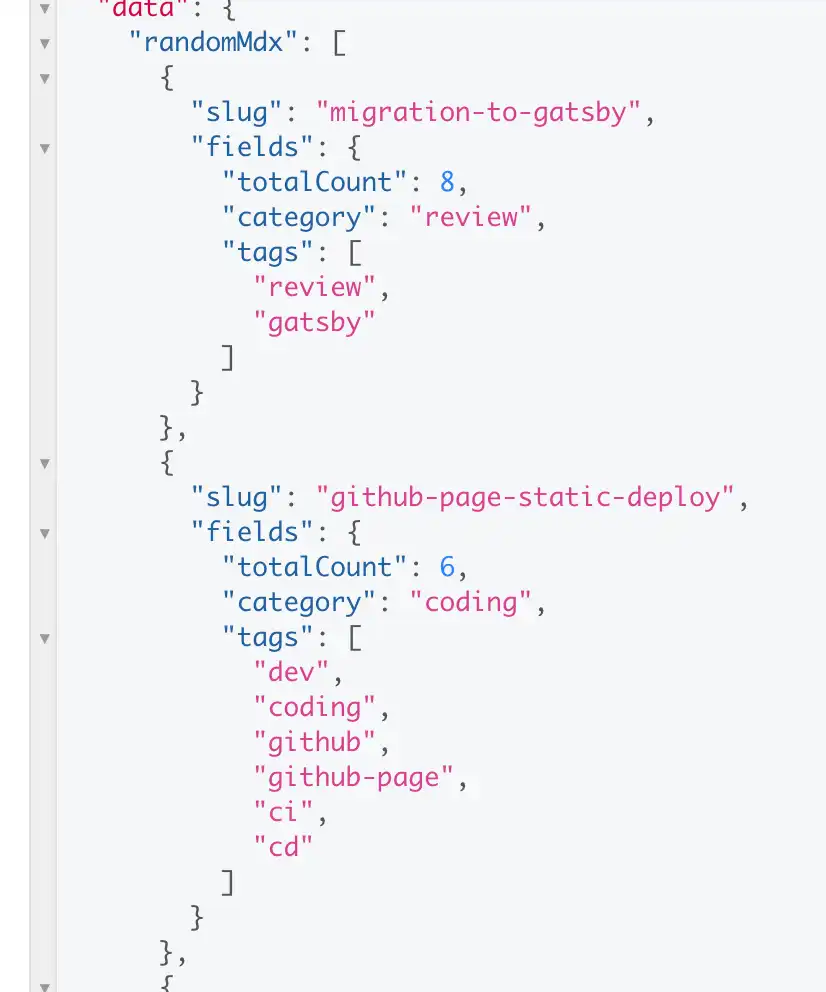 "data": {
"randomMdx": [
{
"slug": "migration-to-gatsby",
"fields": {
"totalCount": 8,
"category": "review",
"tags": [
"review",
"gatsby"
]
}
},
{
"slug": "github-page-static-deploy",
"fields": {
"totalCount": 6,
"category": "coding",
"tags": [
"dev",
"coding",
"github",
"github-page",
"ci",
"cd"
]
}
},
{